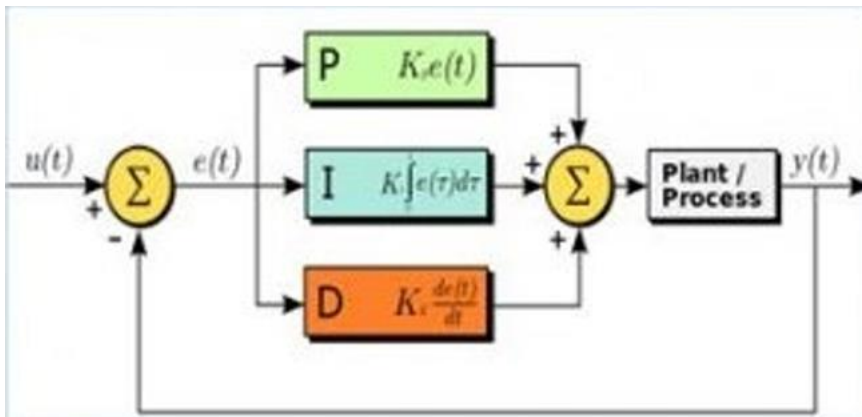 P K e(t)
+
u(t) Σ e(t) I K ∫ e(τ)dτ + Σ Plant / Process y(t)
+
-
+
D K de(t)/dt